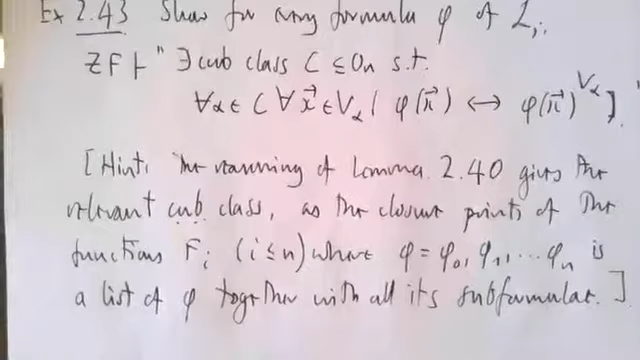 Ex 2.43 Show for any formula φ of L,:
ZF ⊢ " ∃ cub class C ⊆ On s.t.
∀α ∈ C ∀x⃗ ∈ Vα [ φ(x⃗) ↔ φ(x⃗)^Vα ] "
[Hint: The reasoning of Lemma 2.40 gives the
relevant cub class, as the closure points of the
functions Fi (i ≤ n) where φ = φ0, φ1, ... φn is
a list of φ together with all its subformulae.]